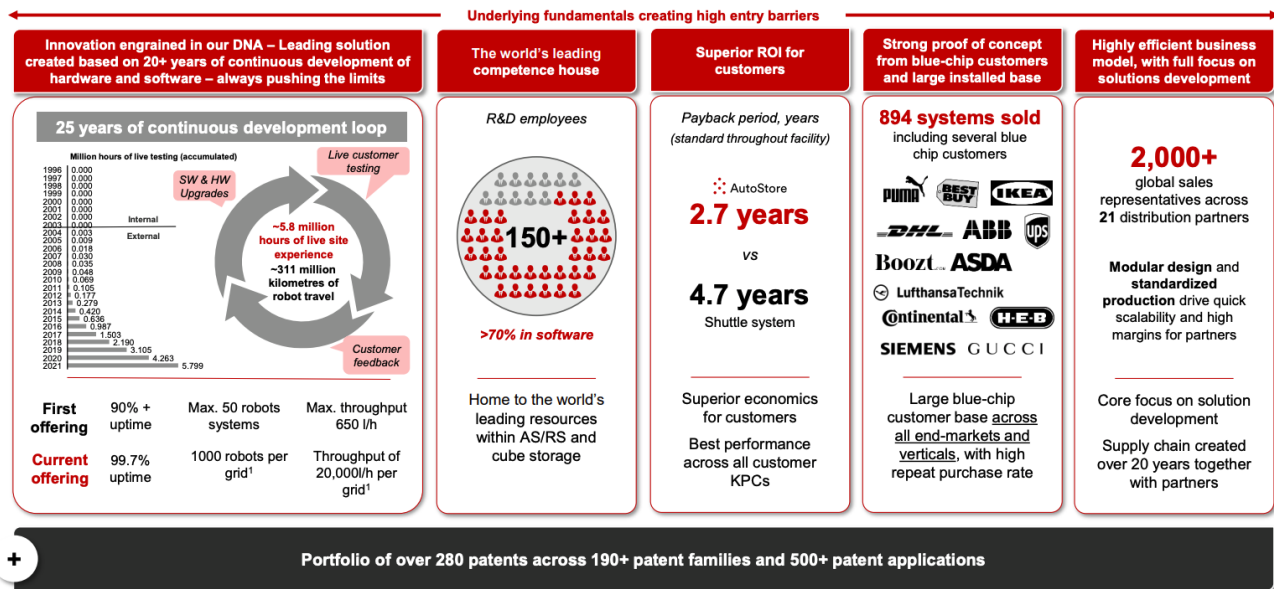 Underlying fundamentals creating high entry barriers
Innovation engrained in our DNA – Leading solution
created based on 20+ years of continuous development of
hardware and software – always pushing the limits
25 years of continuous development loop
Million hours of live testing (accumulated)
1996 0.000
1997 0.000
1998 0.000
1999 0.000
2000 0.000
2001 0.000
2002 0.000
2003 0.000
Internal
External
2004 0.003
2005 0.009
2006 0.018
2007 0.030
2008 0.035
2009 0.048
2010 0.069
2011 0.105
2012 0.177
2013 0.279
2014 0.420
2015 0.636
2016 0.987
2017 1.503
2018 2.190
2019 3.105
2020 4.263
2021 5.799
SW & HW
Upgrades
Live customer
testing
Customer
feedback
~5.8 million
hours of live site
experience
~311 million
kilometres of
robot travel
First
offering
90% +
uptime
Max. 50 robots
systems
Max. throughput
650 l/h
Current
offering
99.7%
uptime
1000 robots per
grid1
Throughput of
20,000l/h per
grid1
The world's leading
competence house
R&D employees
150+
>70% in software
Home to the world's
leading resources
within AS/RS and
cube storage
Superior ROI for
customers
Payback period, years
(standard throughout facility)
AutoStore
2.7 years
vs
4.7 years
Shuttle system
Superior economics
for customers
Best performance
across all customer
KPCs
Strong proof of concept
from blue-chip customers
and large installed base
894 systems sold
including several blue
chip customers
PUMA
BEST
BUY
IKEA
DHL
ABB
ups
Boozt
ASDA
Lufthansa Technik
Continental
H-E-B
SIEMENS
GUCCI
Large blue-chip
customer base across
all end-markets and
verticals, with high
repeat purchase rate
Highly efficient business
model, with full focus on
solutions development
2,000+
global sales
representatives across
21 distribution partners
Modular design and
standardized
production drive quick
scalability and high
margins for partners
Core focus on solution
development
Supply chain created
over 20 years together
with partners
+
Portfolio of over 280 patents across 190+ patent families and 500+ patent applications